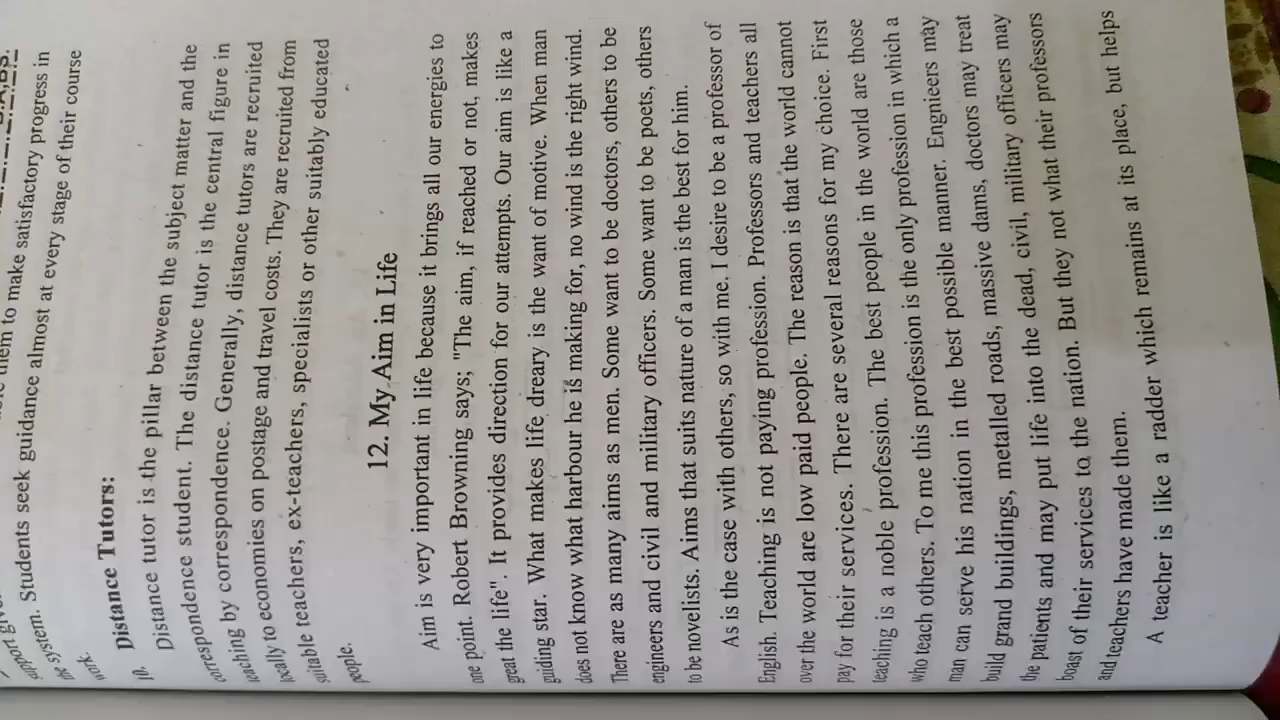 them to make satisfactory progress in
the system. Students seek guidance almost at every stage of their course
work.
10. Distance Tutors:
Distance tutor is the pillar between the subject matter and the
correspondence student. The distance tutor is the central figure in
teaching by correspondence. Generally, distance tutors are recruited
locally to economies on postage and travel costs. They are recruited from
suitable teachers, ex-teachers, specialists or other suitably educated
people.
12. My Aim in Life
Aim is very important in life because it brings all our energies to
one point. Robert Browning says; "The aim, if reached or not, makes
great the life". It provides direction for our attempts. Our aim is like a
guiding star. What makes life dreary is the want of motive. When man
does not know what harbour he is making for, no wind is the right wind.
There are as many aims as men. Some want to be doctors, others to be
engineers and civil and military officers. Some want to be poets, others
to be novelists. Aims that suits nature of a man is the best for him.
As is the case with others, so with me. I desire to be a professor of
English. Teaching is not paying profession. Professors and teachers all
over the world are low paid people. The reason is that the world cannot
pay for their services. There are several reasons for my choice. First
teaching is a noble profession. The best people in the world are those
who teach others. To me this profession is the only profession in which a
man can serve his nation in the best possible manner. Engnieers may
build grand buildings, metalled roads, massive dams, doctors may treat
the patients and may put life into the dead, civil, military officers may
boast of their services to the nation. But they not what their professors
and teachers have made them.
A teacher is like a radder which remains at its place, but helps